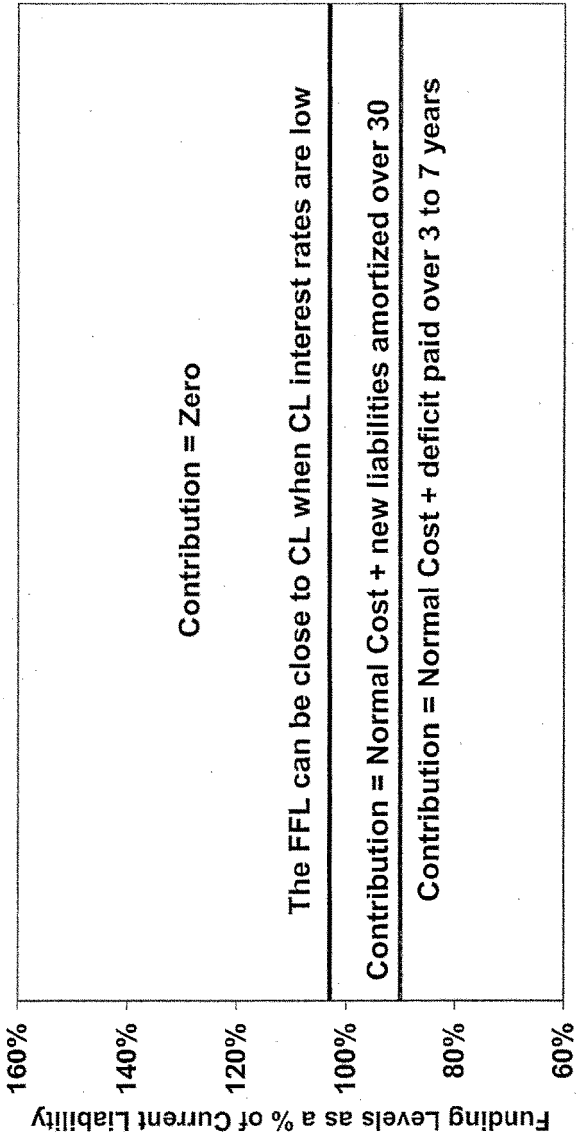 160%
140%
120%
100%
80%
60%
Funding Levels as a % of Current Liability
Contribution = Zero
The FFL can be close to CL when CL interest rates are low
Contribution = Normal Cost + new liabilities amortized over 30
Contribution = Normal Cost + deficit paid over 3 to 7 years